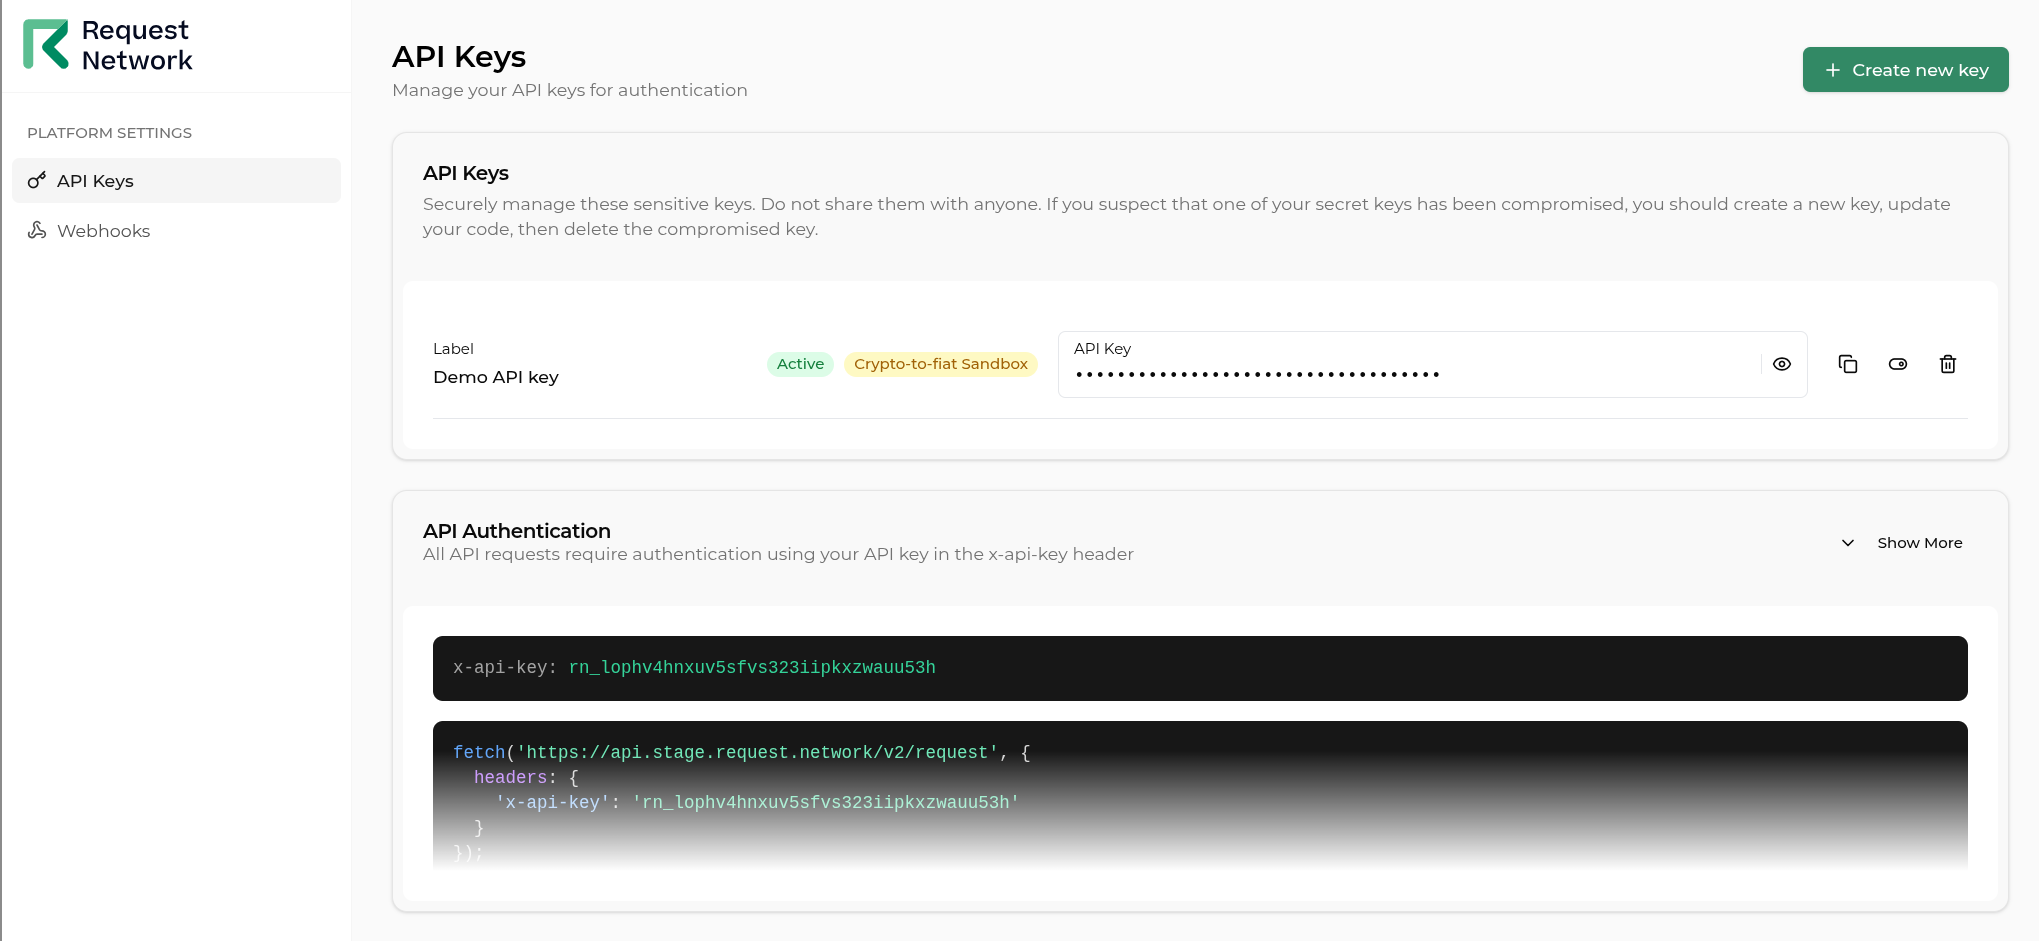 Request
Network
PLATFORM SETTINGS
API Keys
Webhooks
API Keys
Manage your API keys for authentication
+ Create new key
API Keys
Securely manage these sensitive keys. Do not share them with anyone. If you suspect that one of your secret keys has been compromised, you should create a new key, update
your code, then delete the compromised key.
Label
Demo API key
Active
Crypto-to-fiat Sandbox
API Key
•••••••••••••••••••••••••••••••••••
API Authentication
All API requests require authentication using your API key in the x-api-key header
Show More
x-api-key: rn_lophv4hnxuv5sfvs323iipkxzwauu53h
fetch('https://api.stage.request.network/v2/request', {
  headers: {
    'x-api-key': 'rn_lophv4hnxuv5sfvs323iipkxzwauu53h'
  }
});